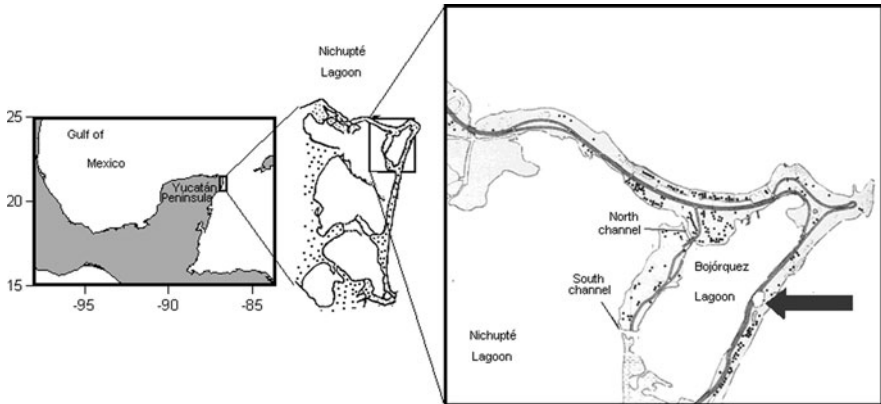 Nichupté
Lagoon
25
20
15
-95
-90
-85
Gulf of
Mexico
Yucatán
Peninsula
North
channel
South
channel
Bojórquez
Lagoon
Nichupté
Lagoon